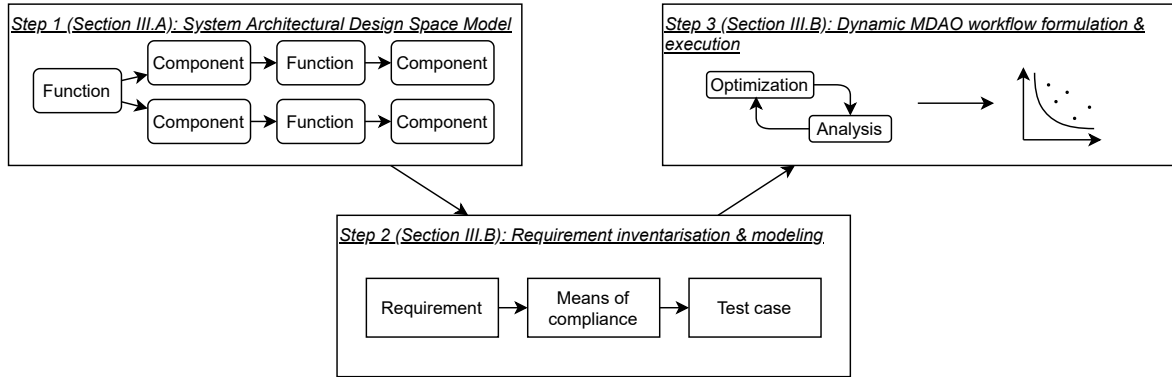 Step 1 (Section III.A): System Architectural Design Space Model
Function
Component
Function
Component
Component
Function
Component
Step 2 (Section III.B): Requirement inventarisation & modeling
Requirement
Means of
compliance
Test case
Step 3 (Section III.B): Dynamic MDAO workflow formulation &
execution
Optimization
Analysis